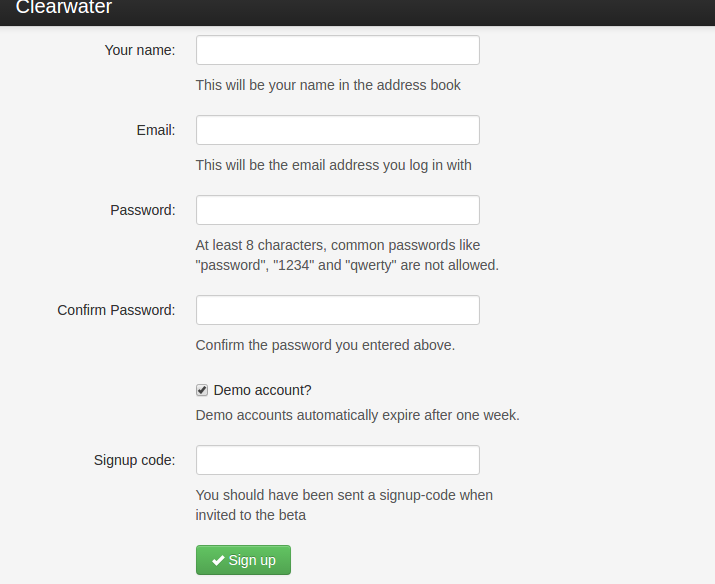 Clearwater
Your name:
This will be your name in the address book
Email:
This will be the email address you log in with
Password:
At least 8 characters, common passwords like
"password", "1234" and "qwerty" are not allowed.
Confirm Password:
Confirm the password you entered above.
Demo account?
Demo accounts automatically expire after one week.
Signup code:
You should have been sent a signup-code when
invited to the beta
Sign up